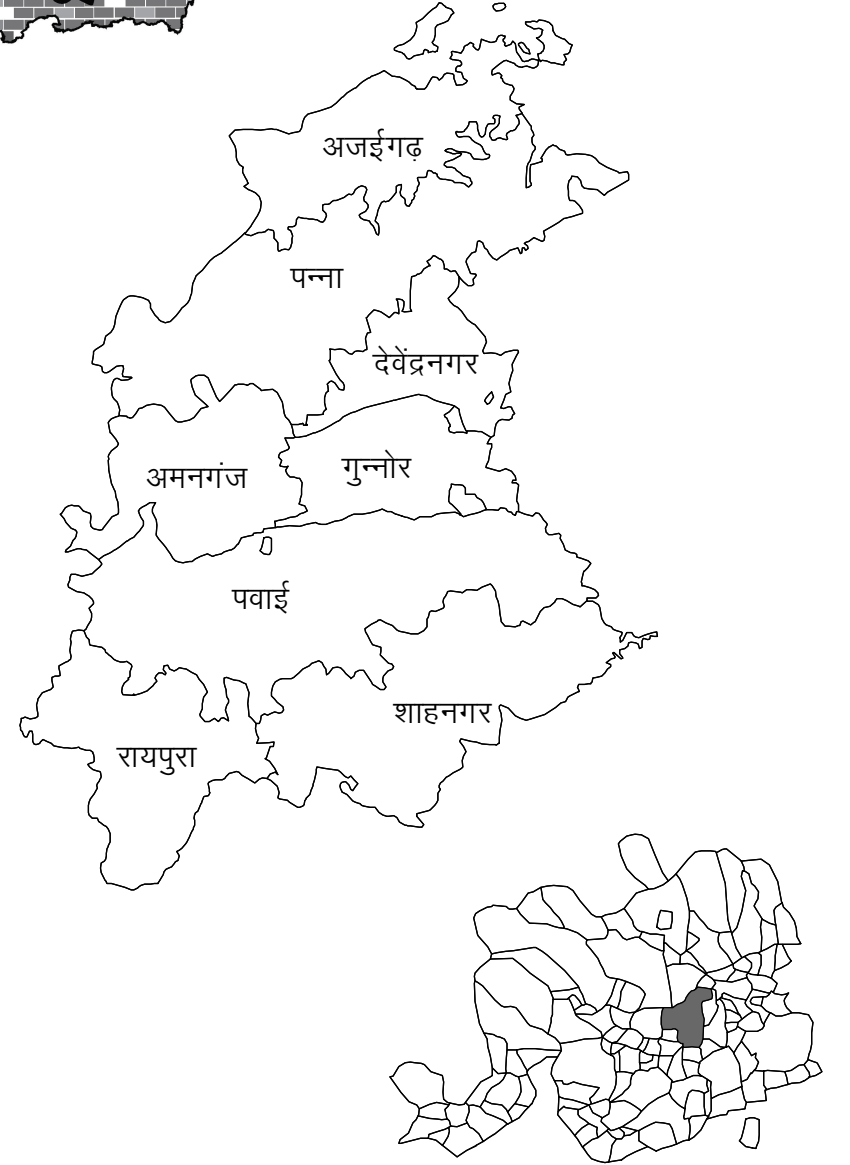 अजईगढ़
पन्ना
देवेंद्रनगर
अमनगंज
गुन्नोर
पवाई
शाहनगर
रायपुरा